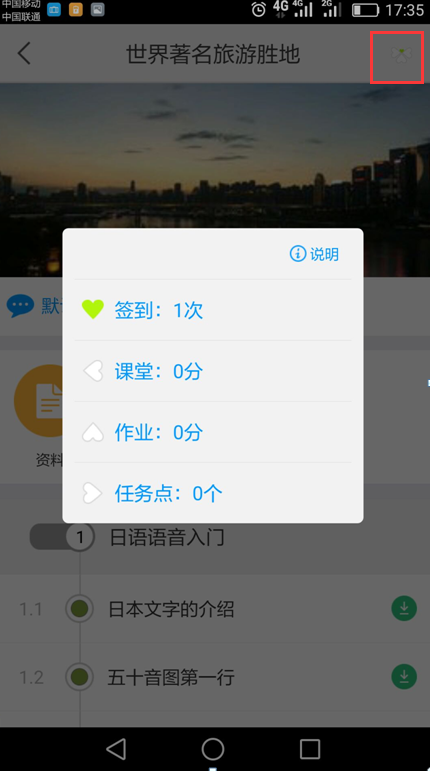 中国移动
中国联通
4G
4G
2G
17:35
世界著名旅游胜地
说明
默
签到：1次
课堂：0分
作业：0分
任务点：0个
资料
1 日语语音入门
1.1 日本文字的介绍
1.2 五十音图第一行